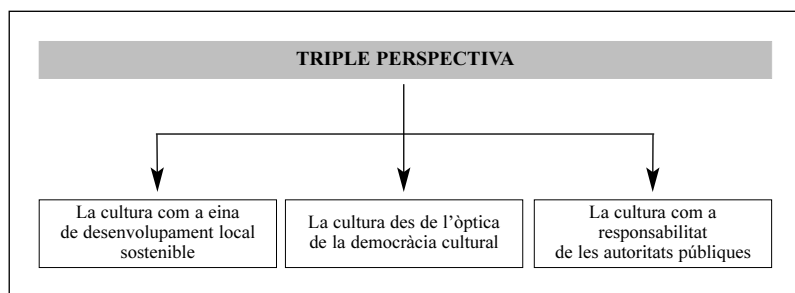 TRIPLE PERSPECTIVA
La cultura com a eina
de desenvolupament local
sostenible
La cultura des de l’òptica
de la democràcia cultural
La cultura com a
responsabilitat
de les autoritats públiques